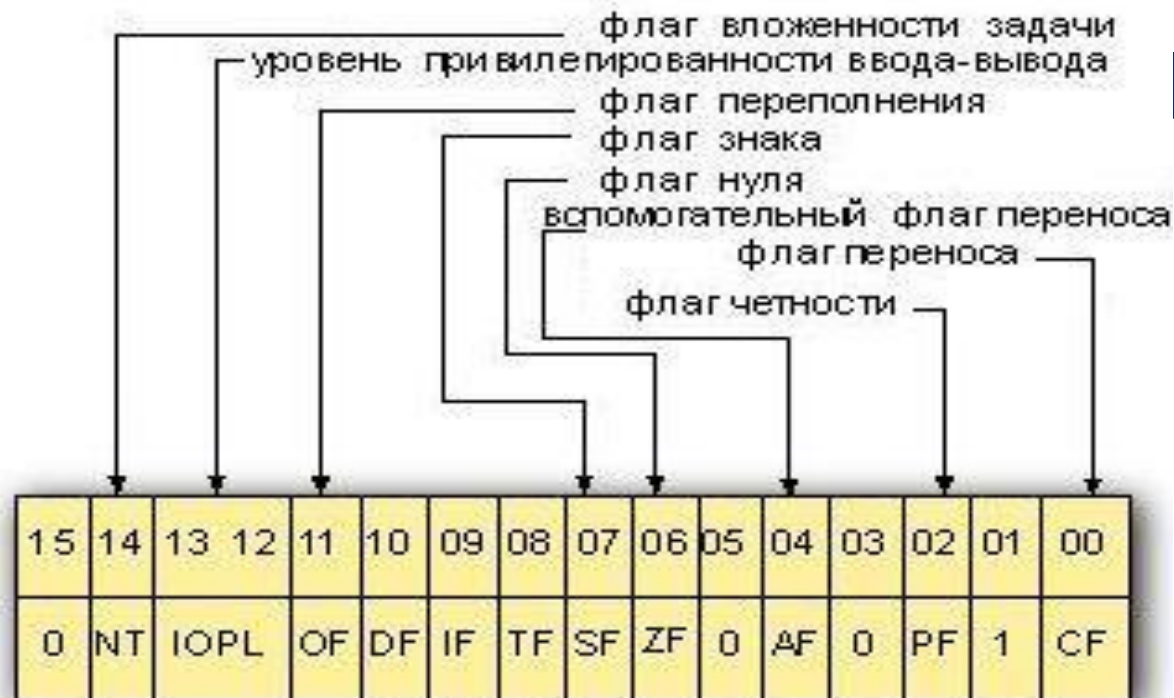 флаг вложенности задачи
уровень привилегированности ввода-вывода
флаг переполнения
флаг знака
флаг нуля
вспомогательный флаг переноса
флаг переноса
флаг четности
15 14 13 12 11 10 09 08 07 06 05 04 03 02 01 00
0 NT IOPL OF DF IF TF SF ZF 0 AF 0 PF 1 CF